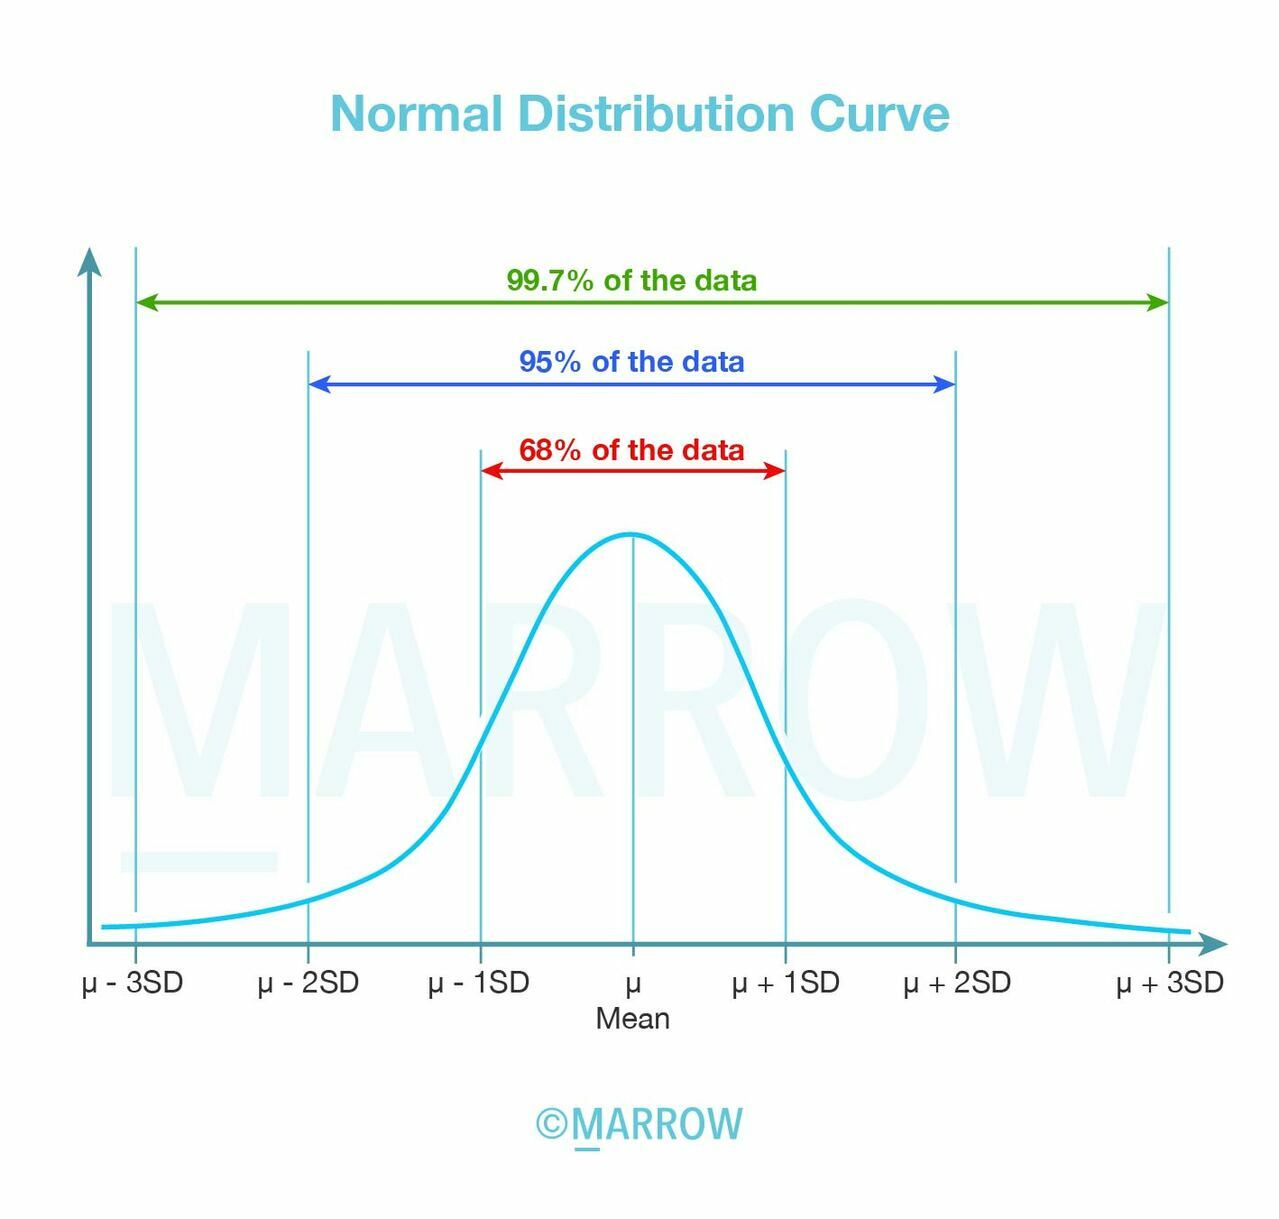 Normal Distribution Curve
99.7% of the data
95% of the data
68% of the data
MARROW
µ - 3SD µ - 2SD µ - 1SD µ µ + 1SD µ + 2SD µ + 3SD
Mean
©MARROW